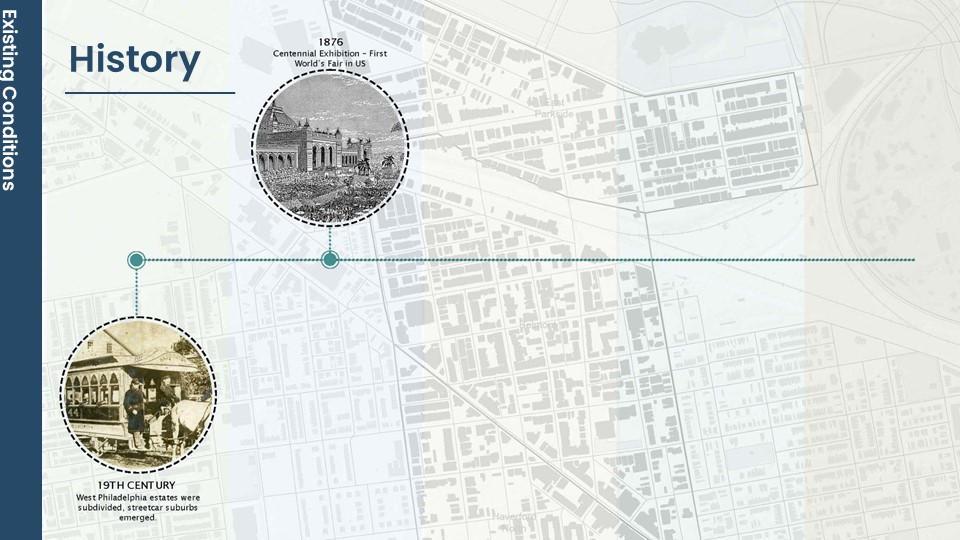 Existing Conditions
History
1876
Centennial Exhibition – First
World's Fair in US
East
Parkside
Belmont
44
19TH CENTURY
West Philadelphia estates were
subdivided, streetcar suburbs
emerged.
Haverford
North